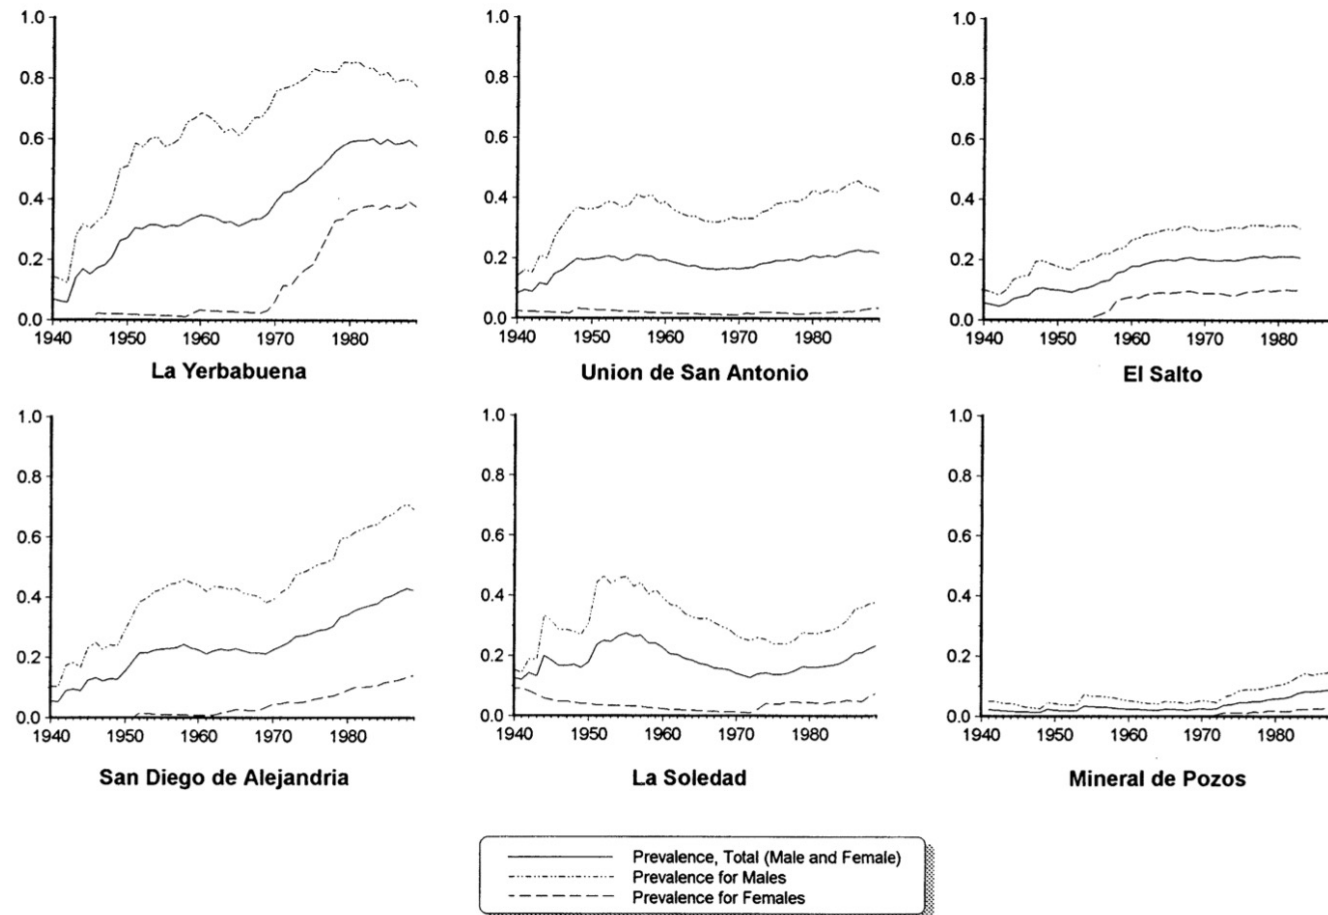 1.0
0.8
0.6
0.4
0.2
0.0
1940 1950 1960 1970 1980
La Yerbabuena
1.0
0.8
0.6
0.4
0.2
0.0
1940 1950 1960 1970 1980
Union de San Antonio
1.0
0.8
0.6
0.4
0.2
0.0
1940 1950 1960 1970 1980
El Salto
1.0
0.8
0.6
0.4
0.2
0.0
1940 1950 1960 1970 1980
San Diego de Alejandria
1.0
0.8
0.6
0.4
0.2
0.0
1940 1950 1960 1970 1980
La Soledad
1.0
0.8
0.6
0.4
0.2
0.0
1940 1950 1960 1970 1980
Mineral de Pozos
Prevalence, Total (Male and Female)
Prevalence for Males
Prevalence for Females